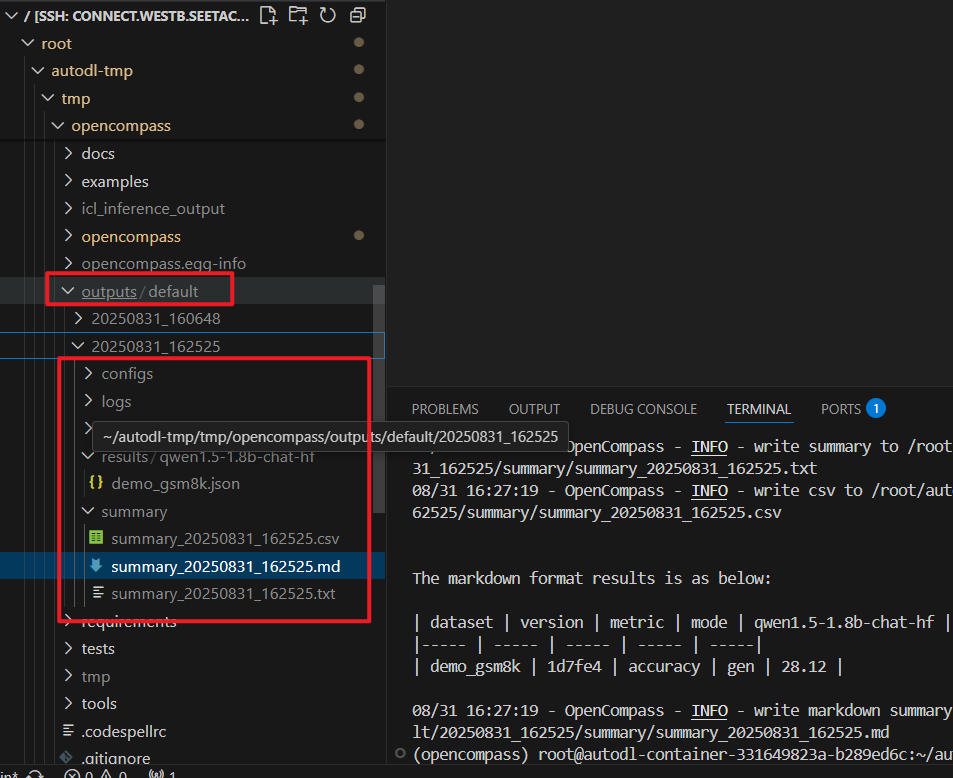 / [SSH: CONNECT.WESTB.SEETAC...
root
autodl-tmp
tmp
opencompass
docs
examples
icl_inference_output
opencompass
opencompass.egg-info
outputs / default
20250831_160648
20250831_162525
configs
logs
~/autodl-tmp/tmp/opencompass/outputs/default/20250831_162525
results / qwen1.5-1.8b-chat-hf
{} demo_gsm8k.json
summary
summary_20250831_162525.csv
summary_20250831_162525.md
summary_20250831_162525.txt
requirements
tests
tmp
tools
.codespellrc
.gitignore
0 0 1
PROBLEMS OUTPUT DEBUG CONSOLE TERMINAL PORTS 1
OpenCompass - INFO - write summary to /root
31_162525/summary/summary_20250831_162525.txt
08/31 16:27:19 - OpenCompass - INFO - write csv to /root/aut
62525/summary/summary_20250831_162525.csv
The markdown format results is as below:
| dataset | version | metric | mode | qwen1.5-1.8b-chat-hf |
|----- | ----- | ----- | ----- | -----|
| demo_gsm8k | 1d7fe4 | accuracy | gen | 28.12 |
08/31 16:27:19 - OpenCompass - INFO - write markdown summary
lt/20250831_162525/summary/summary_20250831_162525.md
(opencompass) root@autodl-container-331649823a-b289ed6c:~/au